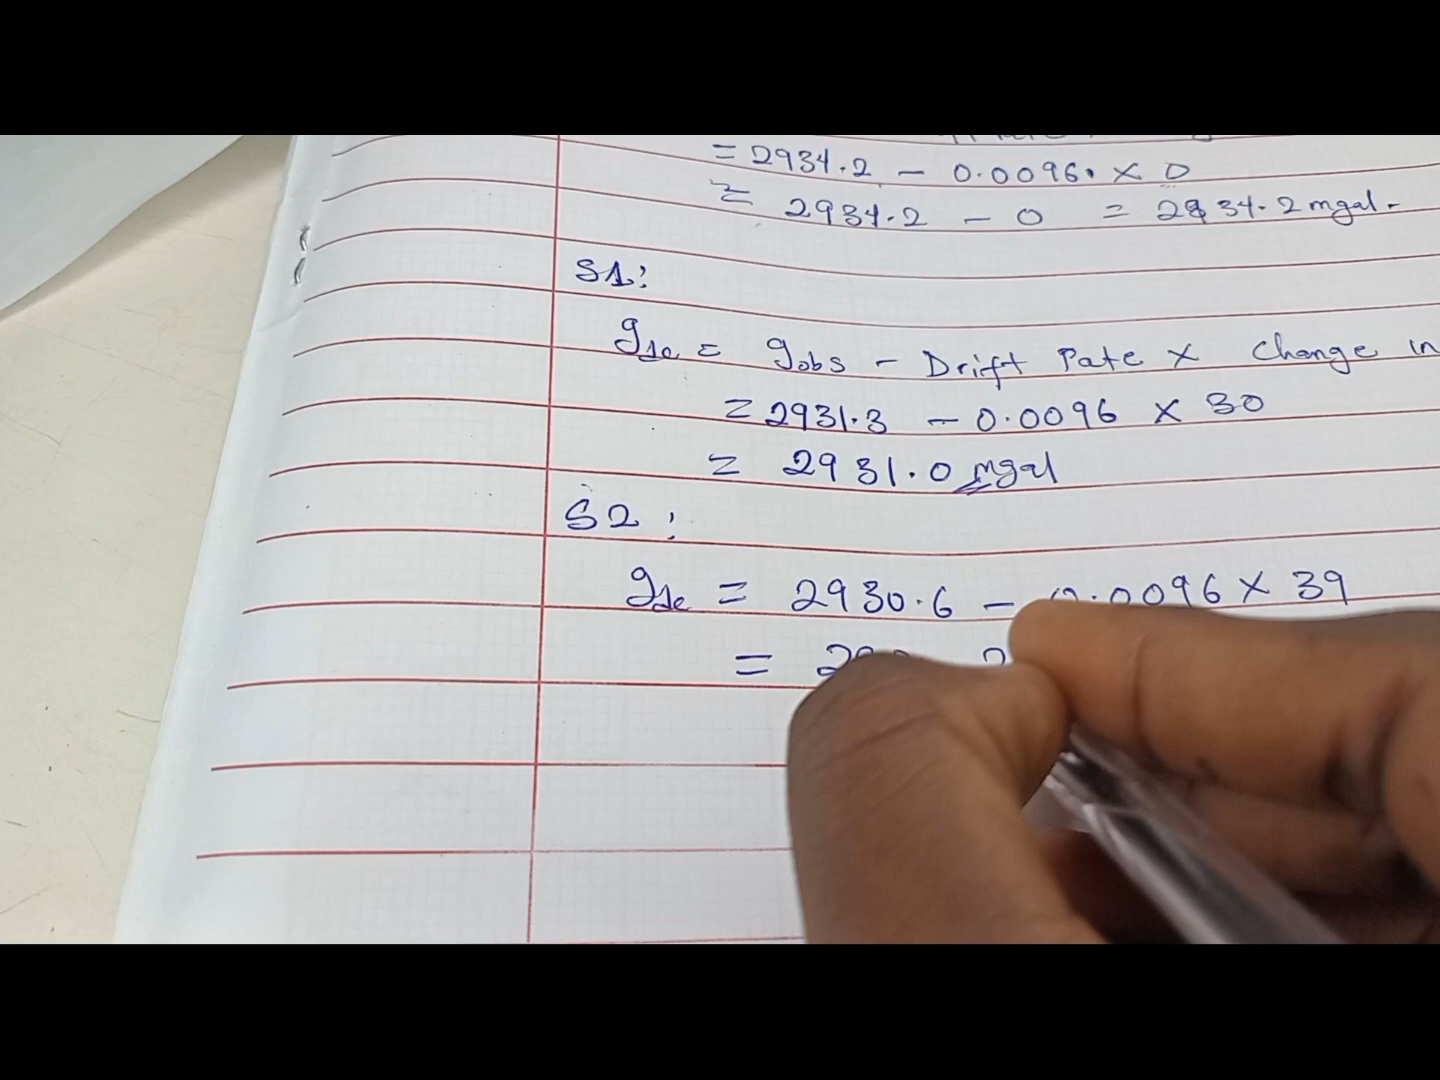 = 2934.2 - 0.0096 × 0
= 2934.2 - 0 = 2934.2 mgal.
S1:
g1c = gobs - Drift Rate × Change in
= 2931.3 - 0.0096 × 30
= 2931.0 mgal
S2:
g1c = 2930.6 - 0.0096 × 39
=